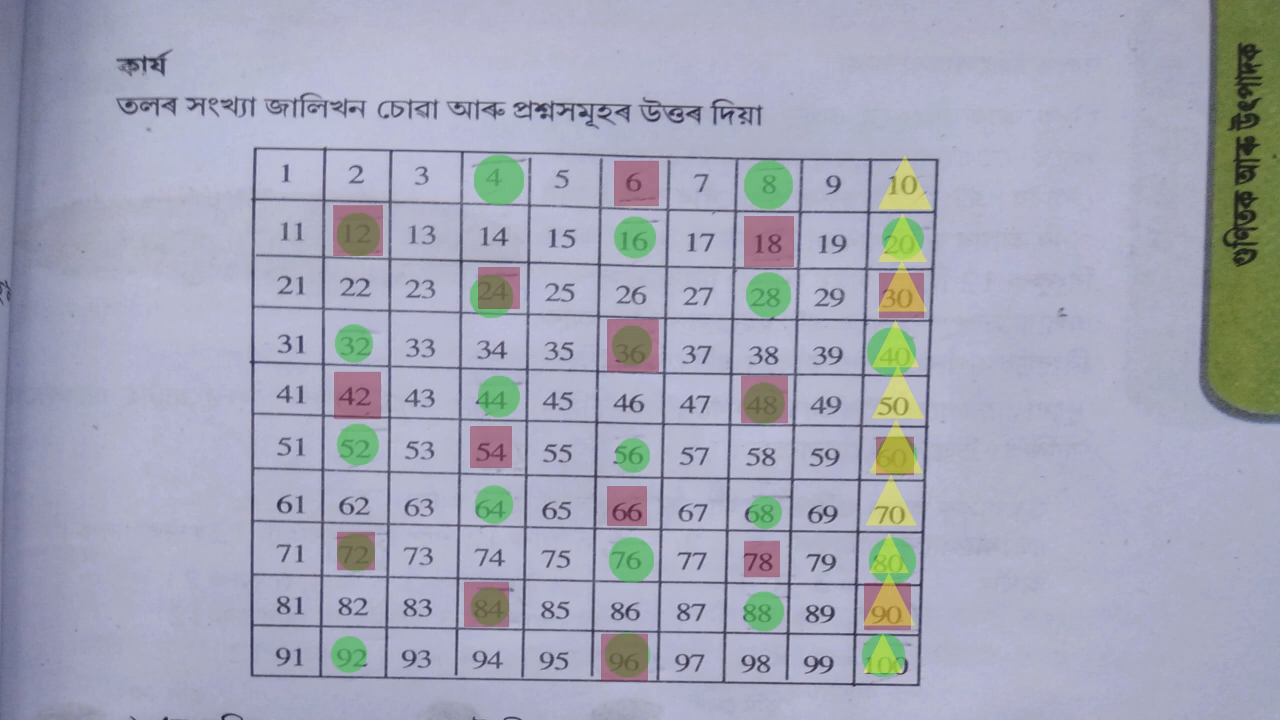 কাৰ্য
তলৰ সংখ্যা জালিখন চোৱা আৰু প্ৰশ্নসমূহৰ উত্তৰ দিয়া
1 2 3 4 5 6 7 8 9 10
11 12 13 14 15 16 17 18 19 20
21 22 23 24 25 26 27 28 29 30
31 32 33 34 35 36 37 38 39 40
41 42 43 44 45 46 47 48 49 50
51 52 53 54 55 56 57 58 59 60
61 62 63 64 65 66 67 68 69 70
71 72 73 74 75 76 77 78 79 80
81 82 83 84 85 86 87 88 89 90
91 92 93 94 95 96 97 98 99 100
গুণিতক আৰু উৎপাদক